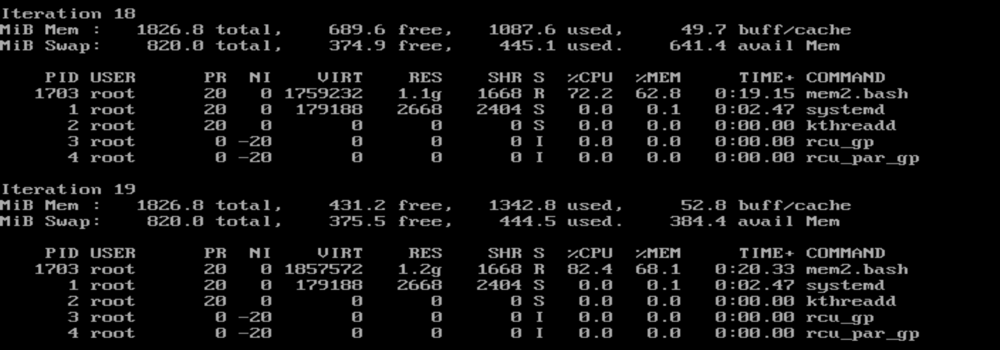 Iteration 18
MiB Mem :   1826.8 total,    689.6 free,   1087.6 used,     49.7 buff/cache
MiB Swap:    820.0 total,    374.9 free,    445.1 used.    641.4 avail Mem
    PID USER      PR  NI    VIRT    RES    SHR S  %CPU  %MEM     TIME+ COMMAND
   1703 root      20   0 1759232   1.1g   1668 R  72.2  62.8   0:19.15 mem2.bash
      1 root      20   0  179188   2668   2404 S   0.0   0.1   0:02.47 systemd
      2 root      20   0       0      0      0 S   0.0   0.0   0:00.00 kthreadd
      3 root       0 -20       0      0      0 I   0.0   0.0   0:00.00 rcu_gp
      4 root       0 -20       0      0      0 I   0.0   0.0   0:00.00 rcu_par_gp
Iteration 19
MiB Mem :   1826.8 total,    431.2 free,   1342.8 used,     52.8 buff/cache
MiB Swap:    820.0 total,    375.5 free,    444.5 used.    384.4 avail Mem
    PID USER      PR  NI    VIRT    RES    SHR S  %CPU  %MEM     TIME+ COMMAND
   1703 root      20   0 1857572   1.2g   1668 R  82.4  68.1   0:20.33 mem2.bash
      1 root      20   0  179188   2668   2404 S   0.0   0.1   0:02.47 systemd
      2 root      20   0       0      0      0 S   0.0   0.0   0:00.00 kthreadd
      3 root       0 -20       0      0      0 I   0.0   0.0   0:00.00 rcu_gp
      4 root       0 -20       0      0      0 I   0.0   0.0   0:00.00 rcu_par_gp